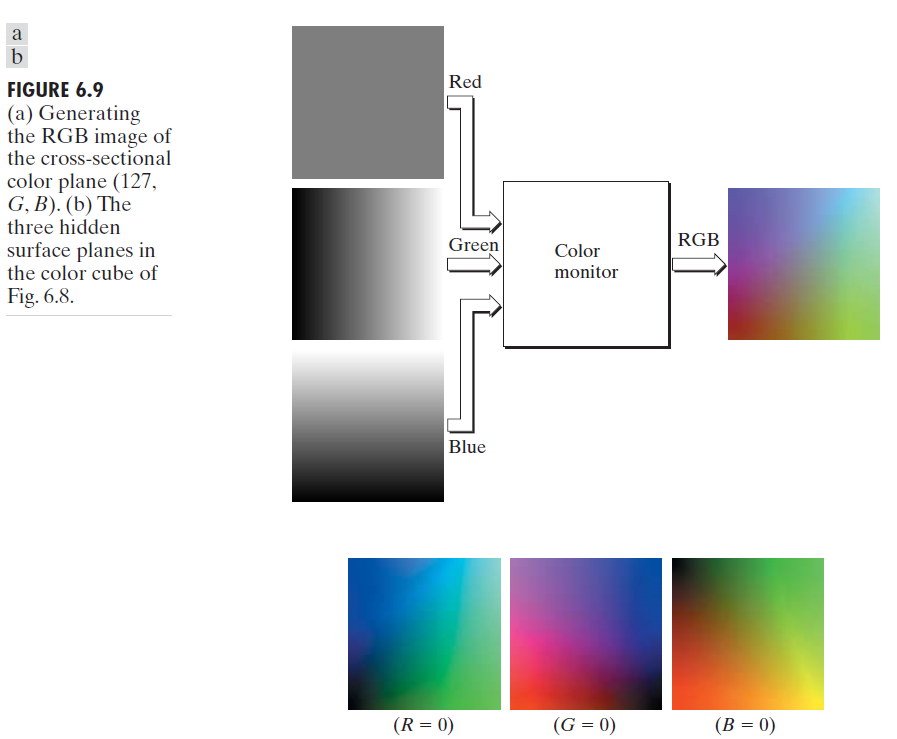 a
b
FIGURE 6.9
(a) Generating
the RGB image of
the cross-sectional
color plane (127,
G, B). (b) The
three hidden
surface planes in
the color cube of
Fig. 6.8.
Red
Green
Blue
Color
monitor
RGB
(R = 0)
(G = 0)
(B = 0)